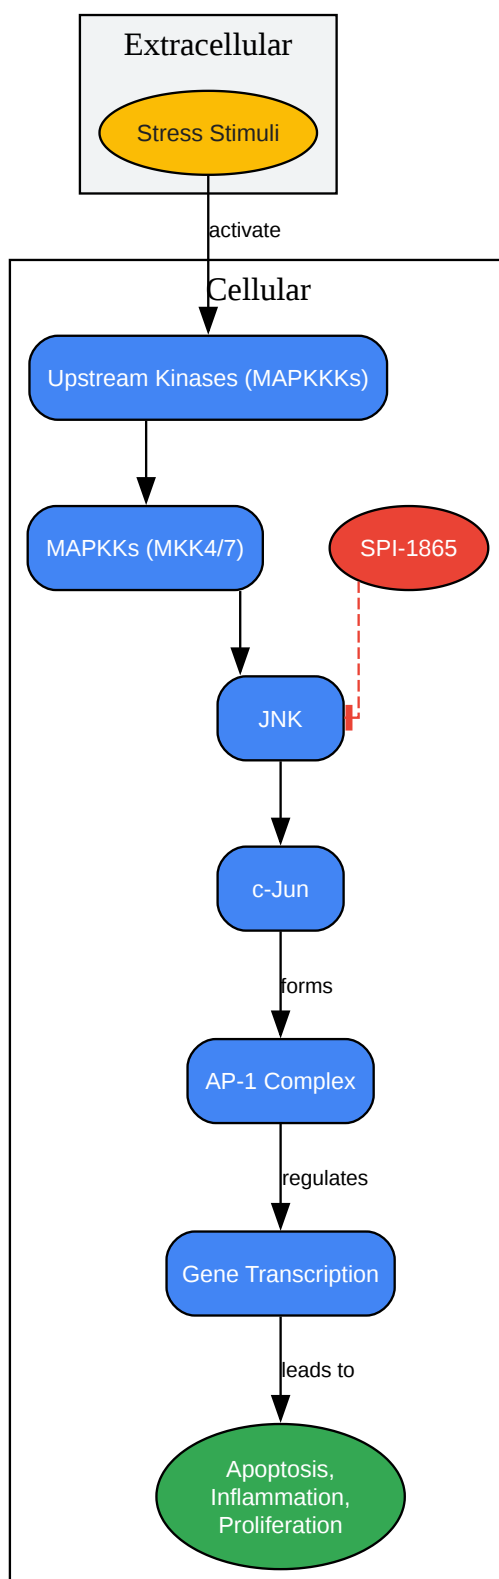 Extracellular
Stress Stimuli
activate
Cellular
Upstream Kinases (MAPKKKs)
MAPKKs (MKK4/7)
SPI-1865
JNK
c-Jun
forms
AP-1 Complex
regulates
Gene Transcription
leads to
Apoptosis,
Inflammation,
Proliferation